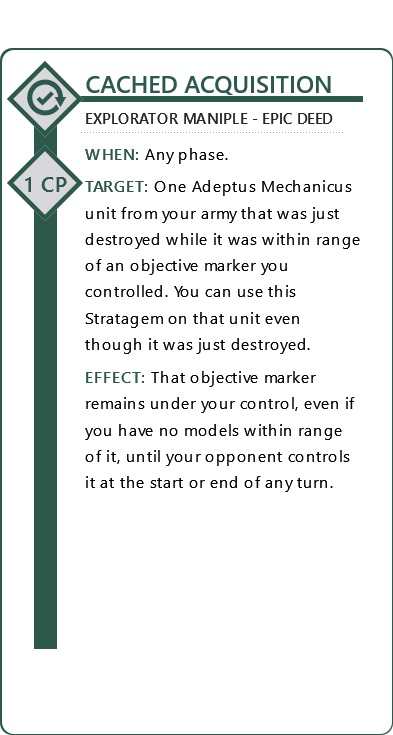 CACHED ACQUISITION
EXPLORATOR MANIPLE - EPIC DEED
1 CP
WHEN: Any phase.
TARGET: One Adeptus Mechanicus
unit from your army that was just
destroyed while it was within range
of an objective marker you
controlled. You can use this
Stratagem on that unit even
though it was just destroyed.
EFFECT: That objective marker
remains under your control, even if
you have no models within range
of it, until your opponent controls
it at the start or end of any turn.